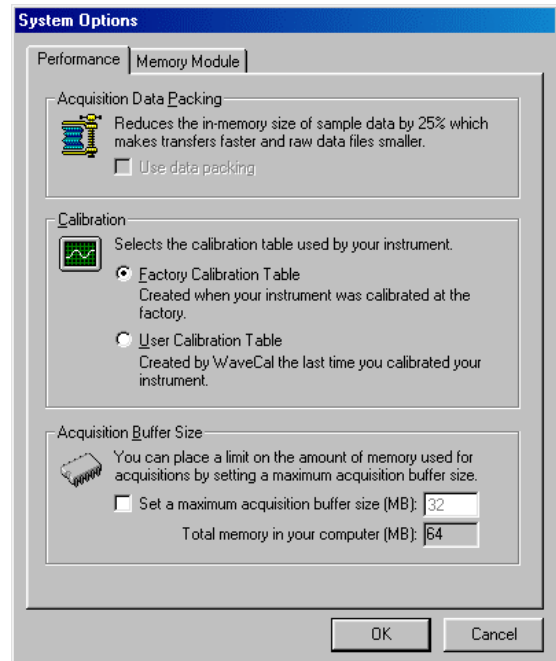 System Options
Performance
Memory Module
Acquisition Data Packing
Reduces the in-memory size of sample data by 25% which
makes transfers faster and raw data files smaller.
Use data packing
Calibration
Selects the calibration table used by your instrument.
Factory Calibration Table
Created when your instrument was calibrated at the
factory.
User Calibration Table
Created by WaveCal the last time you calibrated your
instrument.
Acquisition Buffer Size
You can place a limit on the amount of memory used for
acquisitions by setting a maximum acquisition buffer size.
Set a maximum acquisition buffer size (MB): 32
Total memory in your computer (MB): 64
OK
Cancel